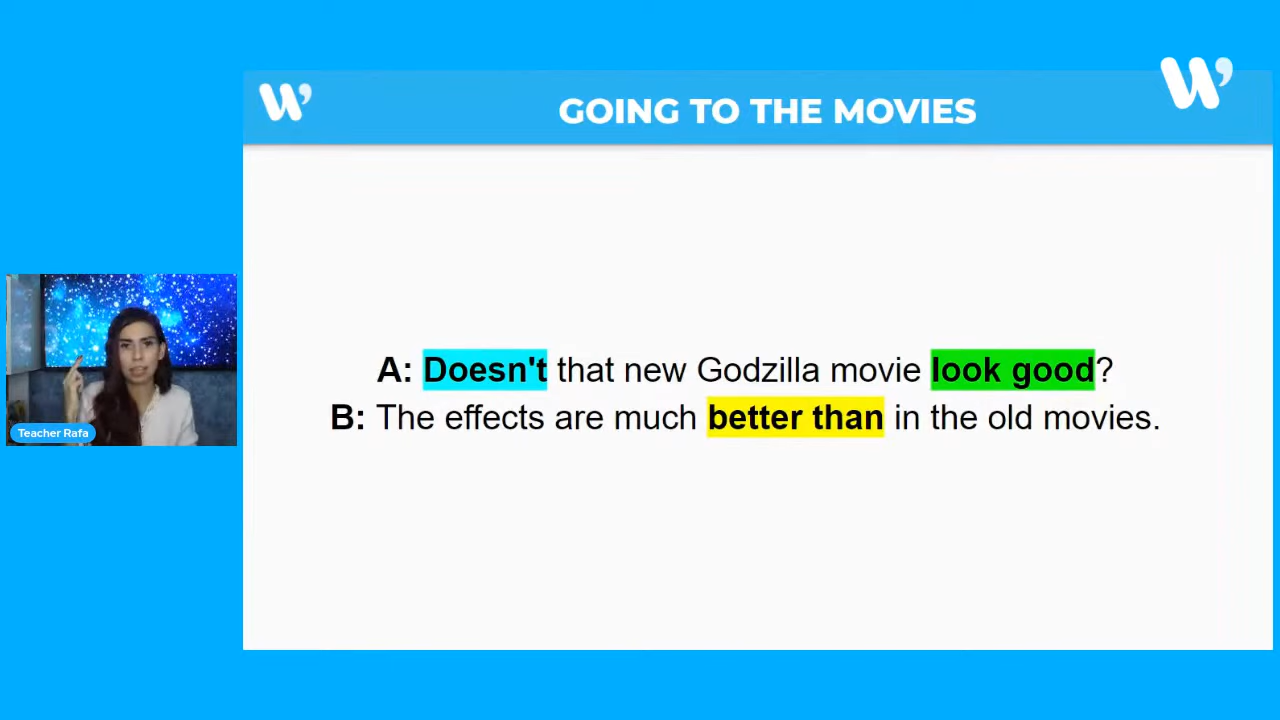 W'
W'
GOING TO THE MOVIES
A: Doesn't that new Godzilla movie look good?
B: The effects are much better than in the old movies.
Teacher Rafa